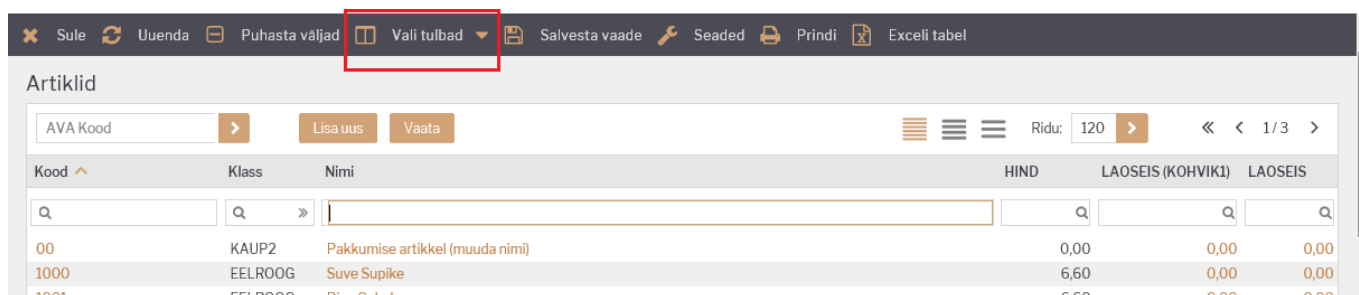 Sule Uuenda Puhasta väljad Vali tulbad Salvesta vaade Seaded Prindi Exceli tabel
Artiklid
AVA Kood Lisa uus Vaata Ridu: 120 1/3
Kood Klass Nimi HIND LAOSEIS (KOHVIK1) LAOSEIS
00 KAUP2 Pakkumise artikkel (muuda nimi) 0,00 0,00 0,00
1000 EELROOG Suve Supike 6,60 0,00 0,00